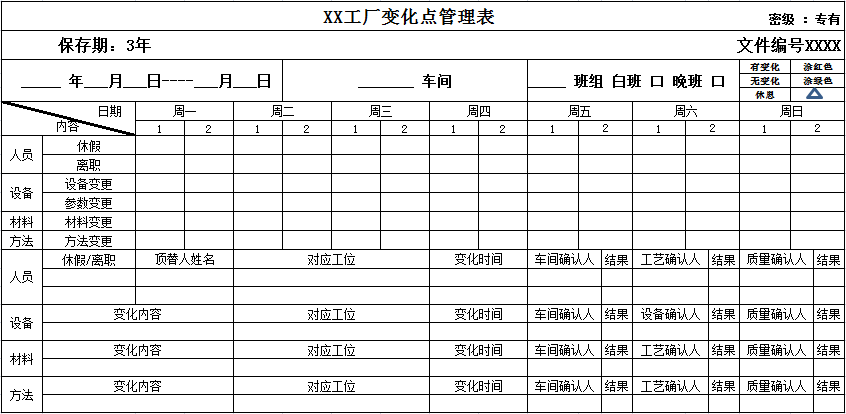 XX工厂变化点管理表 密级 : 专有
保存期: 3年 文件编号XXXX
_____ 年___月___日----___月___日 ______ 车间 _____ 班组 白班 口 晚班 口
有变化 涂红色
无变化 涂绿色
休息 △
日期 周一 周二 周三 周四 周五 周六 周日
内容 1 2 1 2 1 2 1 2 1 2 1 2 1 2
人员 休假
离职
设备 设备变更
参数变更
材料 材料变更
方法 方法变更
人员 休假/离职 顶替人姓名 对应工位 变化时间 车间确认人 结果 工艺确认人 结果 质量确认人 结果
设备 变化内容 对应工位 变化时间 车间确认人 结果 设备确认人 结果 质量确认人 结果
材料 变化内容 对应工位 变化时间 车间确认人 结果 工艺确认人 结果 质量确认人 结果
方法 变化内容 对应工位 变化时间 车间确认人 结果 工艺确认人 结果 质量确认人 结果